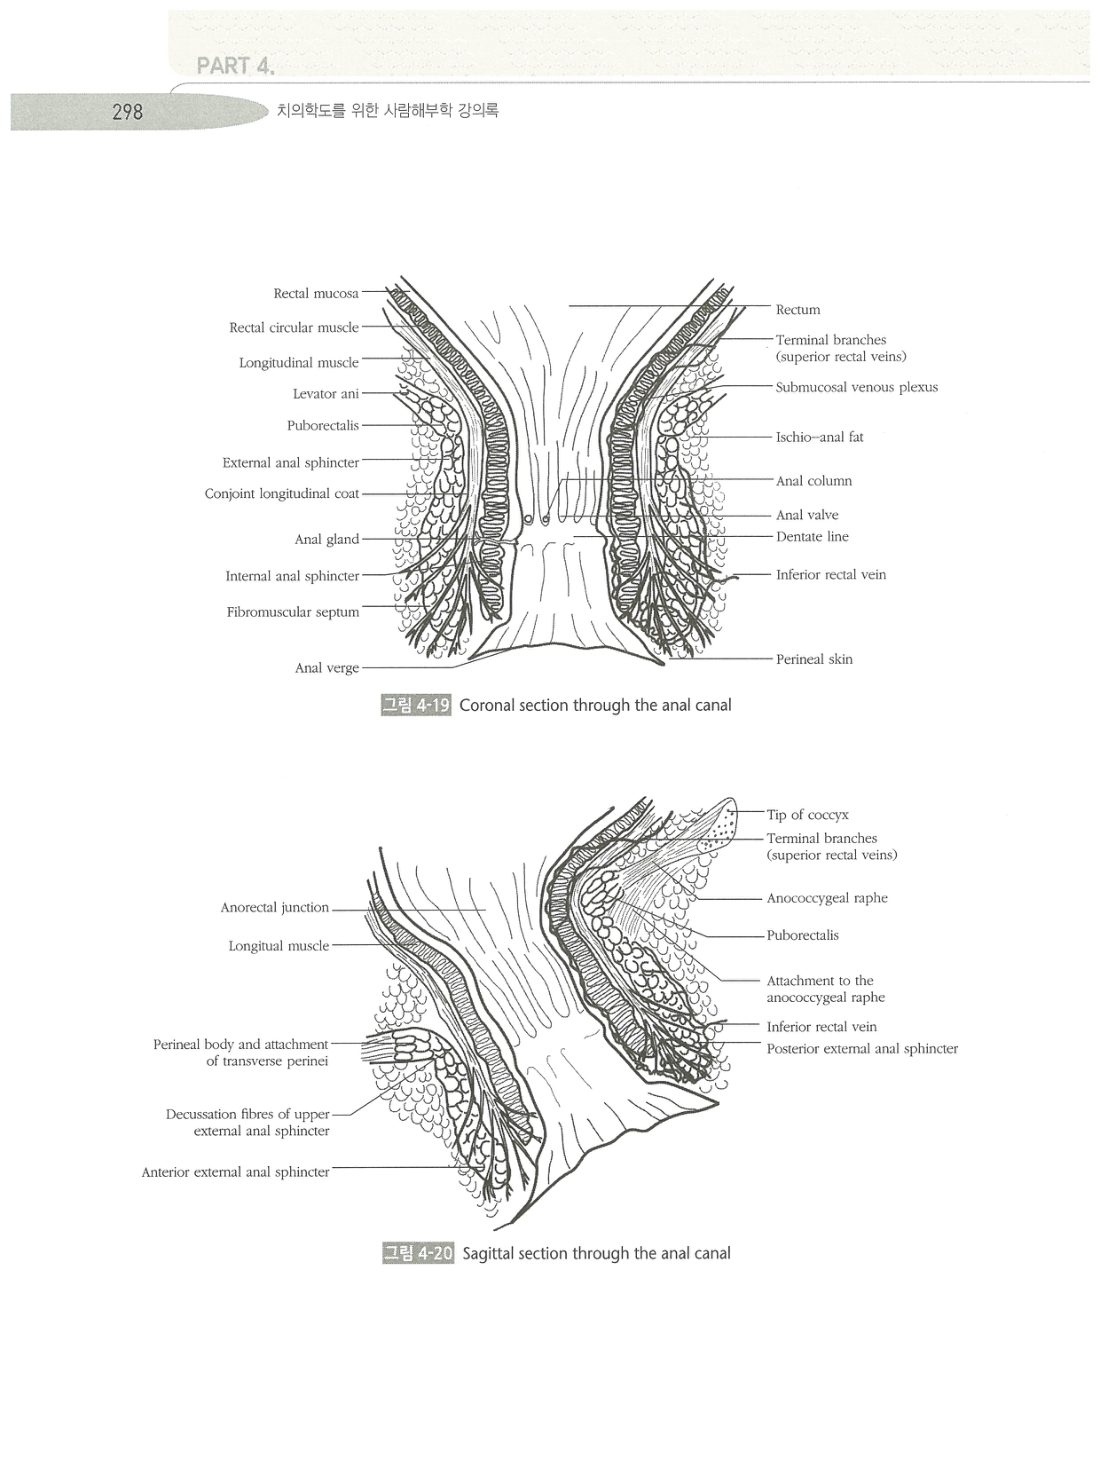 PART 4.
298
치의학도를 위한 사람해부학 강의록
Rectal mucosa
Rectal circular muscle
Longitudinal muscle
Levator ani
Puborectalis
External anal sphincter
Conjoint longitudinal coat
Anal gland
Internal anal sphincter
Fibromuscular septum
Anal verge
Rectum
Terminal branches
(superior rectal veins)
Submucosal venous plexus
Ischio-anal fat
Anal column
Anal valve
Dentate line
Inferior rectal vein
Perineal skin
그림 4-19 Coronal section through the anal canal
Anorectal junction
Longitual muscle
Perineal body and attachment
of transverse perinei
Decussation fibres of upper
external anal sphincter
Anterior external anal sphincter
Tip of coccyx
Terminal branches
(superior rectal veins)
Anococcygeal raphe
Puborectalis
Attachment to the
anococcygeal raphe
Inferior rectal vein
Posterior external anal sphincter
그림 4-20 Sagittal section through the anal canal